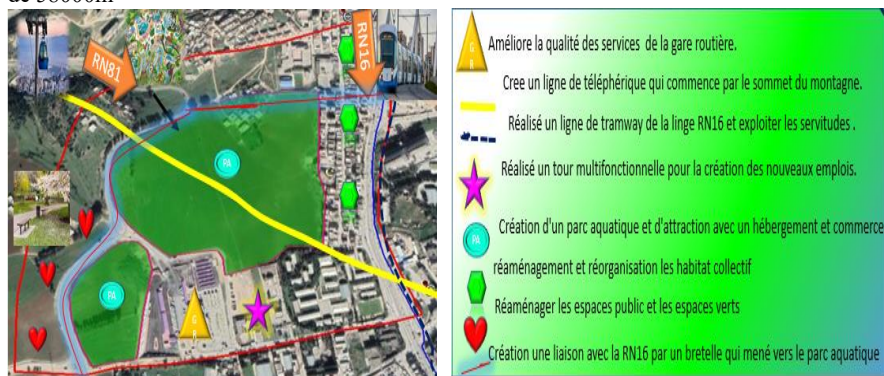 de 58000m²
RN81
RN16
PA
PA
G
R
G
R
Améliore la qualité des services de la gare routière.
Cree un ligne de téléphérique qui commence par le sommet du montagne.
Réalisé un ligne de tramway de la linge RN16 et exploiter les servitudes .
Réalisé un tour multifonctionnelle pour la création des nouveaux emplois.
PA
Création d'un parc aquatique et d'attraction avec un hébergement et commerce
réaménagement et réorganisation les habitat collectif
Réaménager les espaces public et les espaces verts
Création une liaison avec la RN16 par un bretelle qui mené vers le parc aquatique